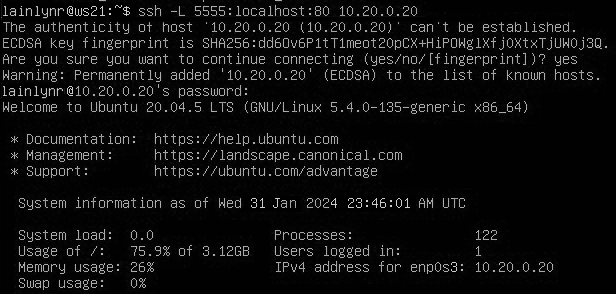 lainlynr@ws21:~$ ssh -L 5555:localhost:80 10.20.0.20
The authenticity of host '10.20.0.20 (10.20.0.20)' can't be established.
ECDSA key fingerprint is SHA256:dd6Ov6P1tT1meot20pCX+HiPOWglXfjOXtxTjUWOj3Q.
Are you sure you want to continue connecting (yes/no/[fingerprint])? yes
Warning: Permanently added '10.20.0.20' (ECDSA) to the list of known hosts.
lainlynr@10.20.0.20's password:
Welcome to Ubuntu 20.04.5 LTS (GNU/Linux 5.4.0-135-generic x86_64)
* Documentation: https://help.ubuntu.com
* Management: https://landscape.canonical.com
* Support: https://ubuntu.com/advantage
System information as of Wed 31 Jan 2024 23:46:01 AM UTC
System load: 0.0 Processes: 122
Usage of /: 75.9% of 3.12GB Users logged in: 1
Memory usage: 26% IPv4 address for enp0s3: 10.20.0.20
Swap usage: 0%